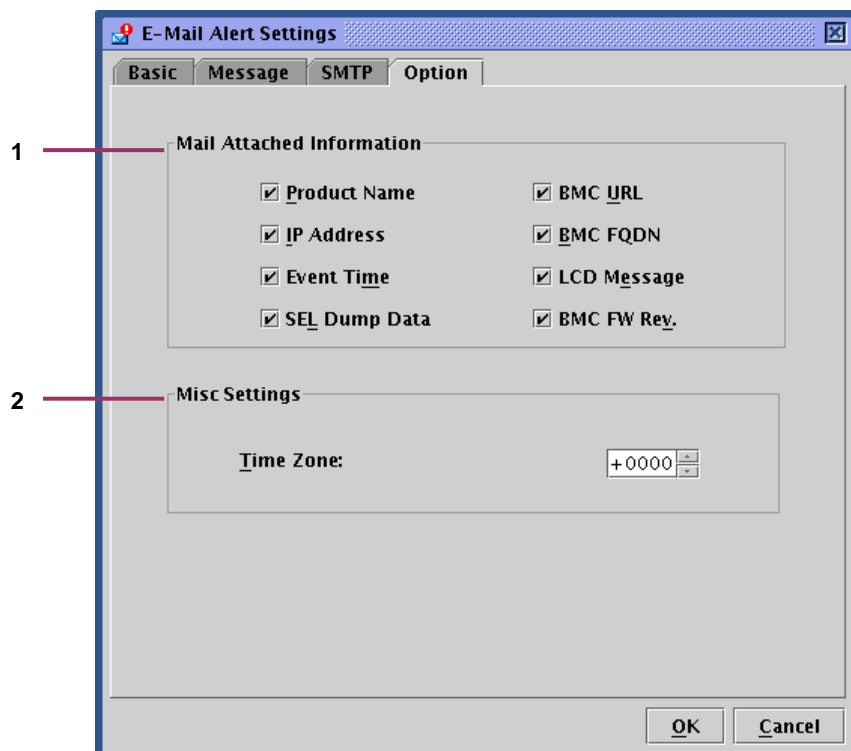 E-Mail Alert Settings
Basic Message SMTP Option
1
Mail Attached Information
Product Name BMC URL
IP Address BMC FQDN
Event Time LCD Message
SEL Dump Data BMC FW Rev.
2
Misc Settings
Time Zone: +0000
OK Cancel